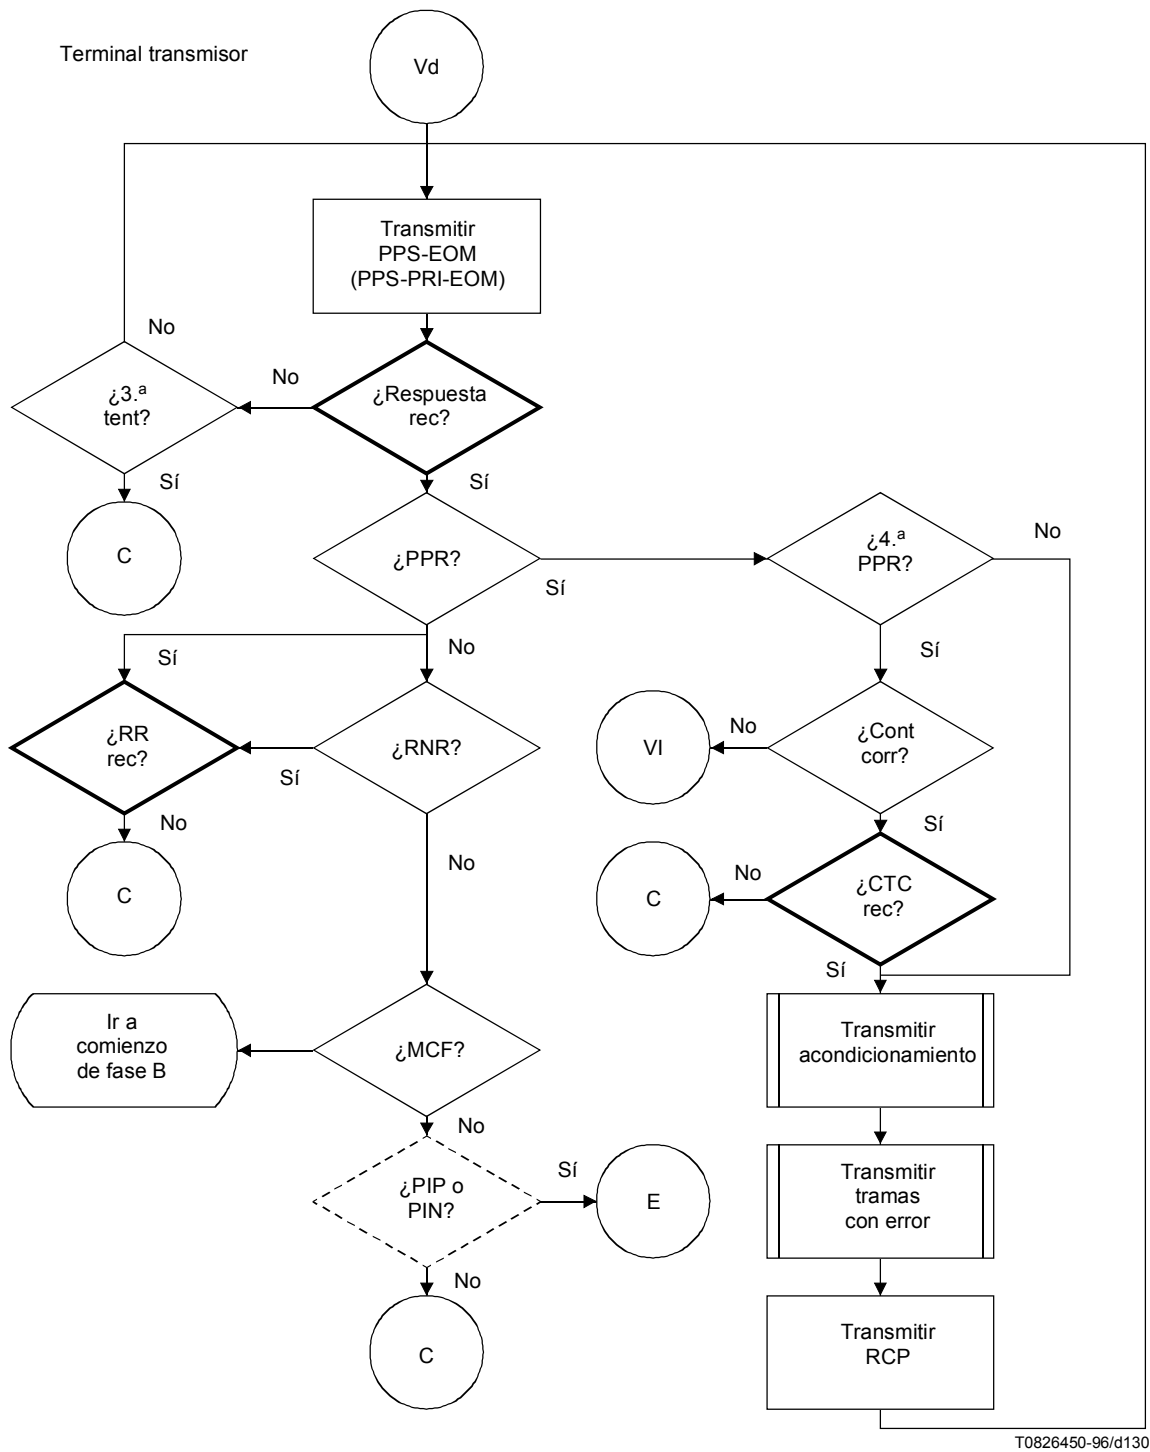 Terminal transmisor
Vd
Transmitir
PPS-EOM
(PPS-PRI-EOM)
No
¿3.ª
tent?
No
¿Respuesta
rec?
Sí
Sí
C
¿PPR?
Sí
¿4.ª
PPR?
No
Sí
No
Sí
¿RR
rec?
Sí
¿RNR?
VI
No
¿Cont
corr?
No
Sí
C
No
C
No
¿CTC
rec?
Sí
Ir a
comienzo
de fase B
¿MCF?
Transmitir
acondicionamiento
No
¿PIP o
PIN?
Sí
E
Transmitir
tramas
con error
No
C
Transmitir
RCP
T0826450-96/d130